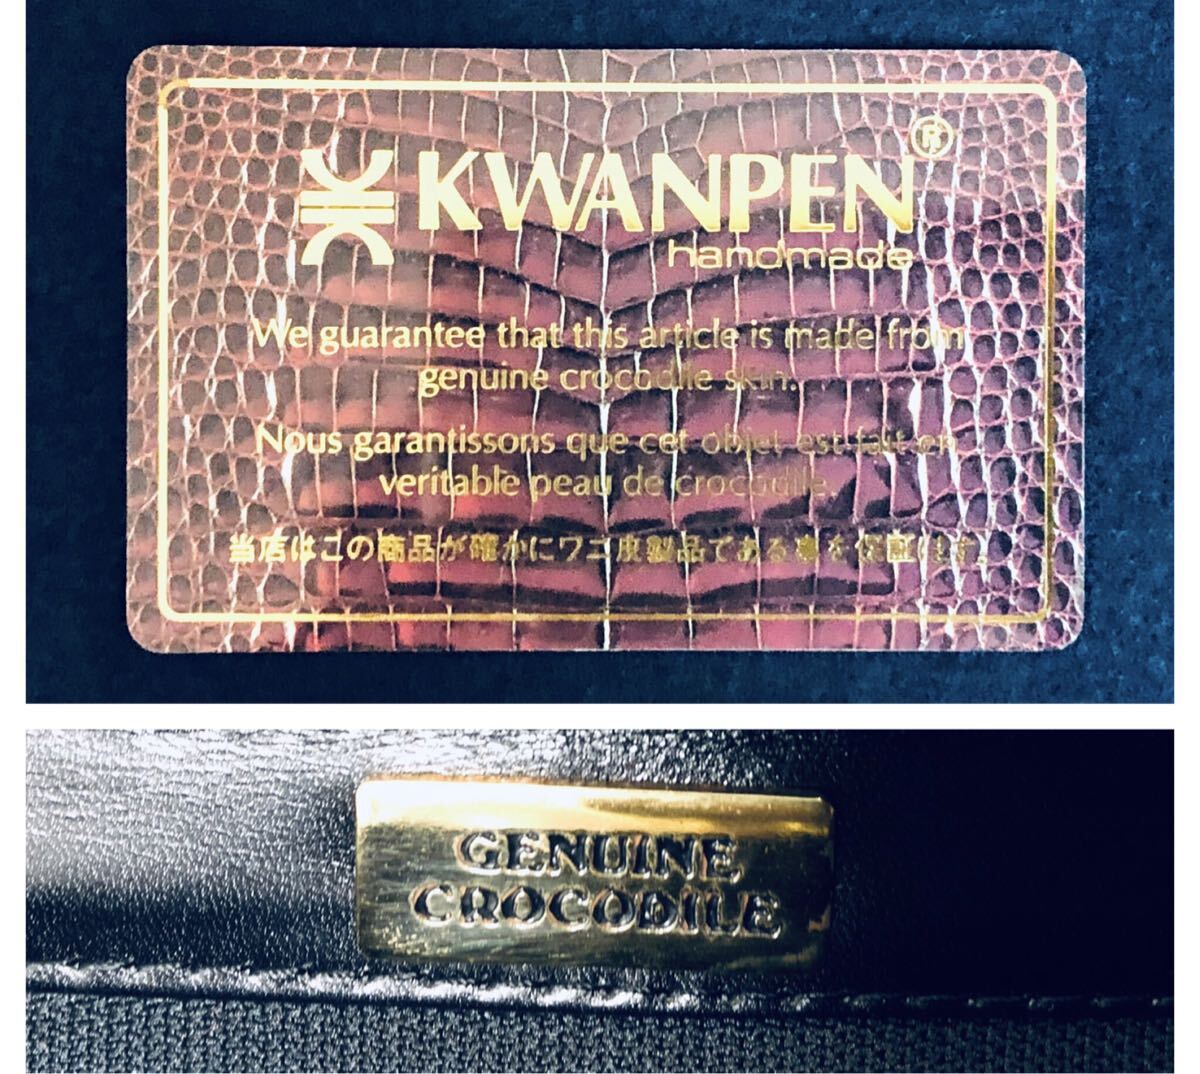 KWANPEN®
handmade
We guarantee that this article is made from
genuine crocodile skin.
Nous garantissons que cet objet est fait en
veritable peau de crocodile.
当店はこの商品が確かにワニ皮製品である事を保証します。
GENUINE
CROCODILE